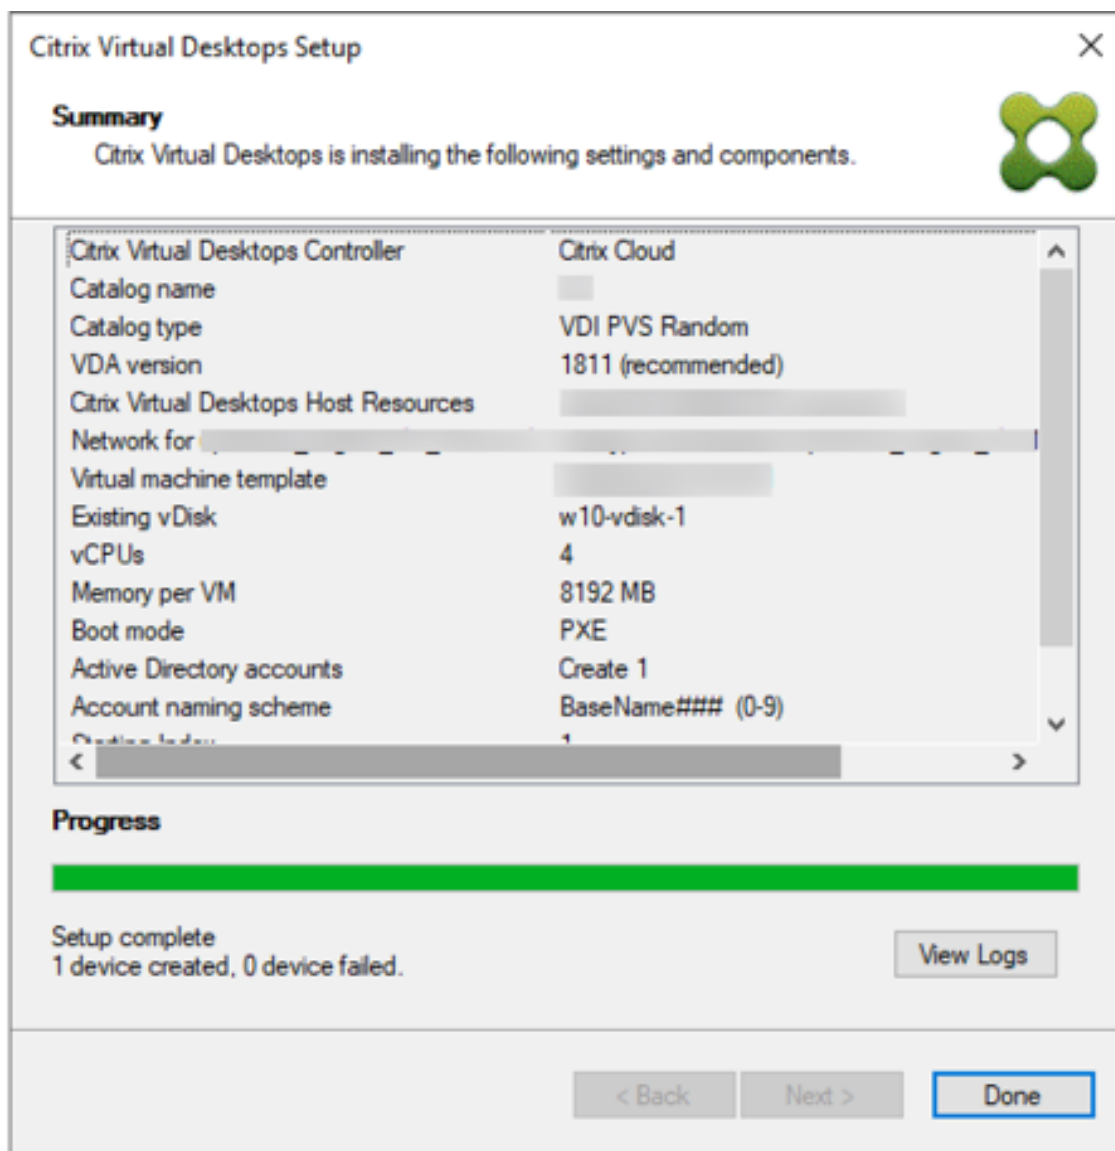 Citrix Virtual Desktops Setup
Summary
Citrix Virtual Desktops is installing the following settings and components.
Citrix Virtual Desktops Controller Citrix Cloud
Catalog name
Catalog type VDI PVS Random
VDA version 1811 (recommended)
Citrix Virtual Desktops Host Resources
Network for
Virtual machine template
Existing vDisk w10-vdisk-1
vCPUs 4
Memory per VM 8192 MB
Boot mode PXE
Active Directory accounts Create 1
Account naming scheme BaseName### (0-9)
Starting Index 1
Progress
Setup complete
1 device created, 0 device failed.
View Logs
< Back Next > Done